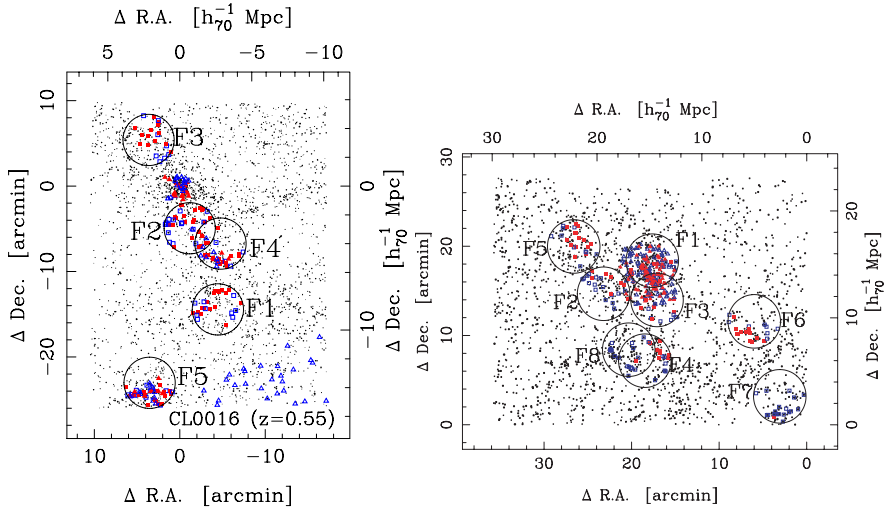 Δ R.A. [h₇₀⁻¹ Mpc]
5 0 −5 −10
10
0
−10
−20
Δ Dec. [arcmin]
F3
F2
F4
F1
F5
CL0016 (z=0.55)
0
−10
Δ Dec. [h₇₀⁻¹ Mpc]
10 0 −10
Δ R.A. [arcmin]
Δ R.A. [h₇₀⁻¹ Mpc]
30 20 10 0
30
20
10
0
Δ Dec. [arcmin]
F1
F5
F2
F3
F6
F8
F4
F7
20
10
0
Δ Dec. [h₇₀⁻¹ Mpc]
30 20 10 0
Δ R.A. [arcmin]